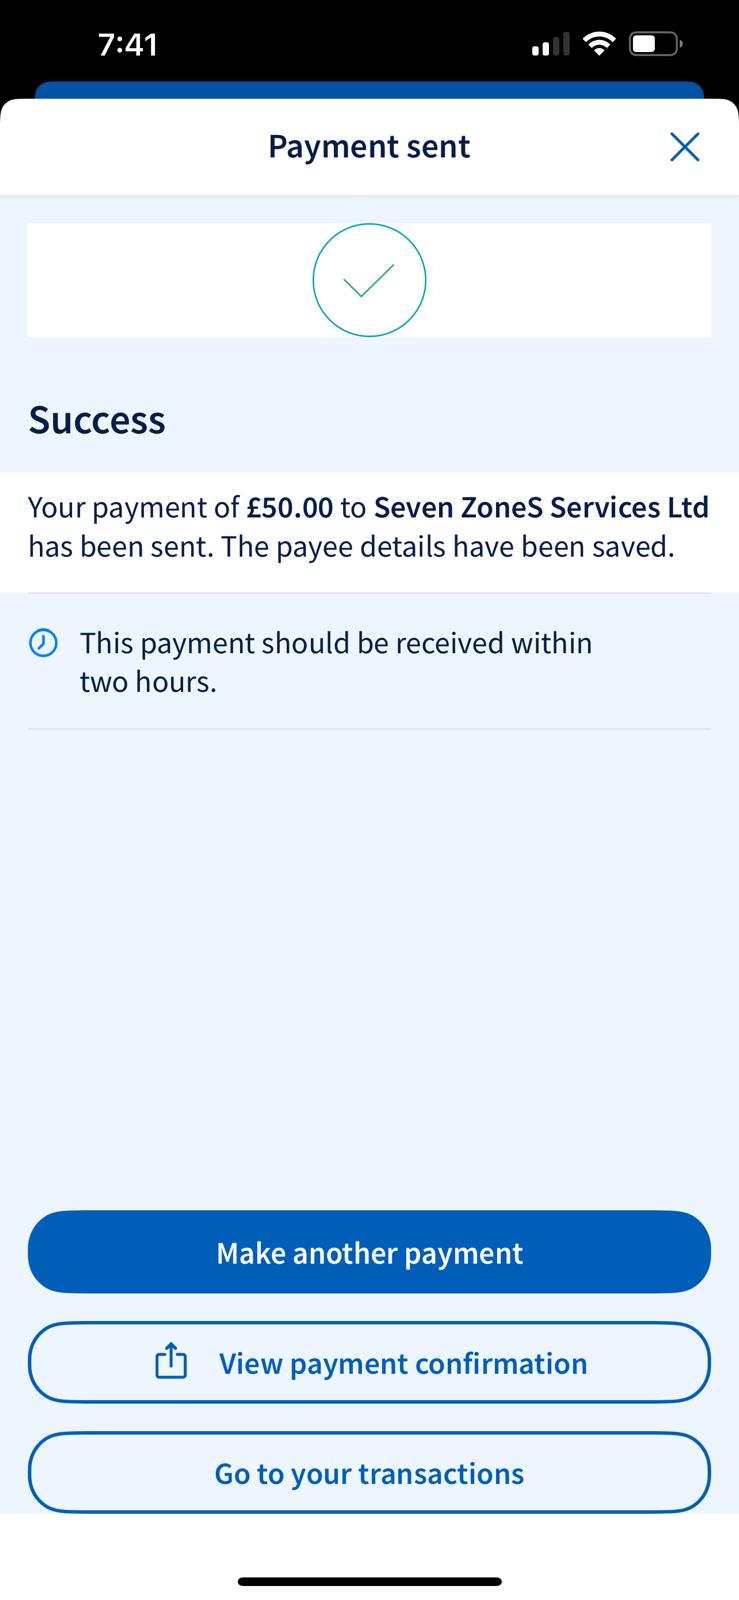 7:41
Payment sent
Success
Your payment of £50.00 to Seven ZoneS Services Ltd
has been sent. The payee details have been saved.
This payment should be received within
two hours.
Make another payment
View payment confirmation
Go to your transactions